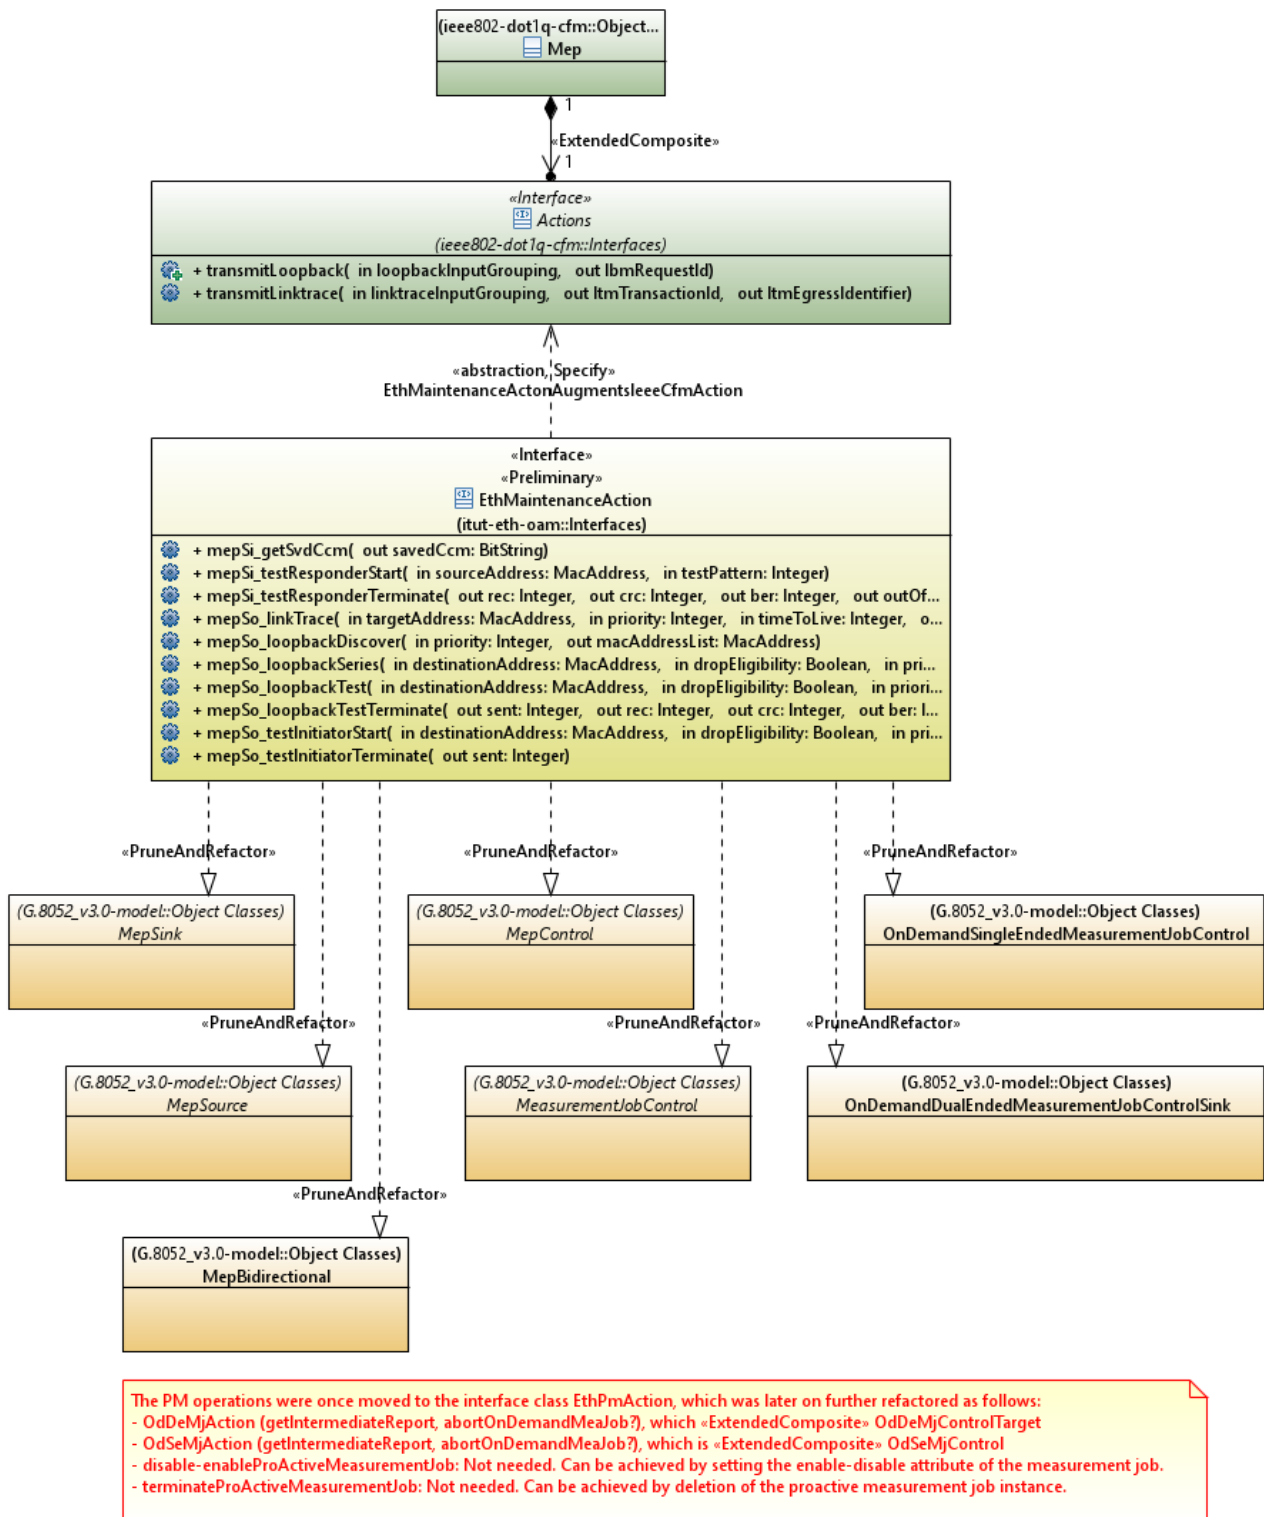 (ieee802-dot1q-cfm::Object...
Mep
1
«ExtendedComposite»
1
«Interface»
Actions
(ieee802-dot1q-cfm::Interfaces)
+ transmitLoopback( in loopbackInputGrouping, out lbmRequestId)
+ transmitLinktrace( in linktraceInputGrouping, out ltmTransactionId, out ltmEgressIdentifier)
«abstraction, Specify»
EthMaintenanceActonAugmentsIeeeCfmAction
«Interface»
«Preliminary»
EthMaintenanceAction
(itut-eth-oam::Interfaces)
+ mepSi_getSvdCcm( out savedCcm: BitString)
+ mepSi_testResponderStart( in sourceAddress: MacAddress, in testPattern: Integer)
+ mepSi_testResponderTerminate( out rec: Integer, out crc: Integer, out ber: Integer, out outOf...
+ mepSo_linkTrace( in targetAddress: MacAddress, in priority: Integer, in timeToLive: Integer, o...
+ mepSo_loopbackDiscover( in priority: Integer, out macAddressList: MacAddress)
+ mepSo_loopbackSeries( in destinationAddress: MacAddress, in dropEligibility: Boolean, in pri...
+ mepSo_loopbackTest( in destinationAddress: MacAddress, in dropEligibility: Boolean, in priori...
+ mepSo_loopbackTestTerminate( out sent: Integer, out rec: Integer, out crc: Integer, out ber: I...
+ mepSo_testInitiatorStart( in destinationAddress: MacAddress, in dropEligibility: Boolean, in pri...
+ mepSo_testInitiatorTerminate( out sent: Integer)
«PruneAndRefactor»
«PruneAndRefactor»
«PruneAndRefactor»
(G.8052_v3.0-model::Object Classes)
MepSink
(G.8052_v3.0-model::Object Classes)
MepControl
(G.8052_v3.0-model::Object Classes)
OnDemandSingleEndedMeasurementJobControl
«PruneAndRefactor»
«PruneAndRefactor»
«PruneAndRefactor»
(G.8052_v3.0-model::Object Classes)
MepSource
(G.8052_v3.0-model::Object Classes)
MeasurementJobControl
(G.8052_v3.0-model::Object Classes)
OnDemandDualEndedMeasurementJobControlSink
«PruneAndRefactor»
(G.8052_v3.0-model::Object Classes)
MepBidirectional
The PM operations were once moved to the interface class EthPmAction, which was later on further refactored as follows:
- OdDeMjAction (getIntermediateReport, abortOnDemandMeaJob?), which «ExtendedComposite» OdDeMjControlTarget
- OdSeMjAction (getIntermediateReport, abortOnDemandMeaJob?), which is «ExtendedComposite» OdSeMjControl
- disable-enableProActiveMeasurementJob: Not needed. Can be achieved by setting the enable-disable attribute of the measurement job.
- terminateProActiveMeasurementJob: Not needed. Can be achieved by deletion of the proactive measurement job instance.